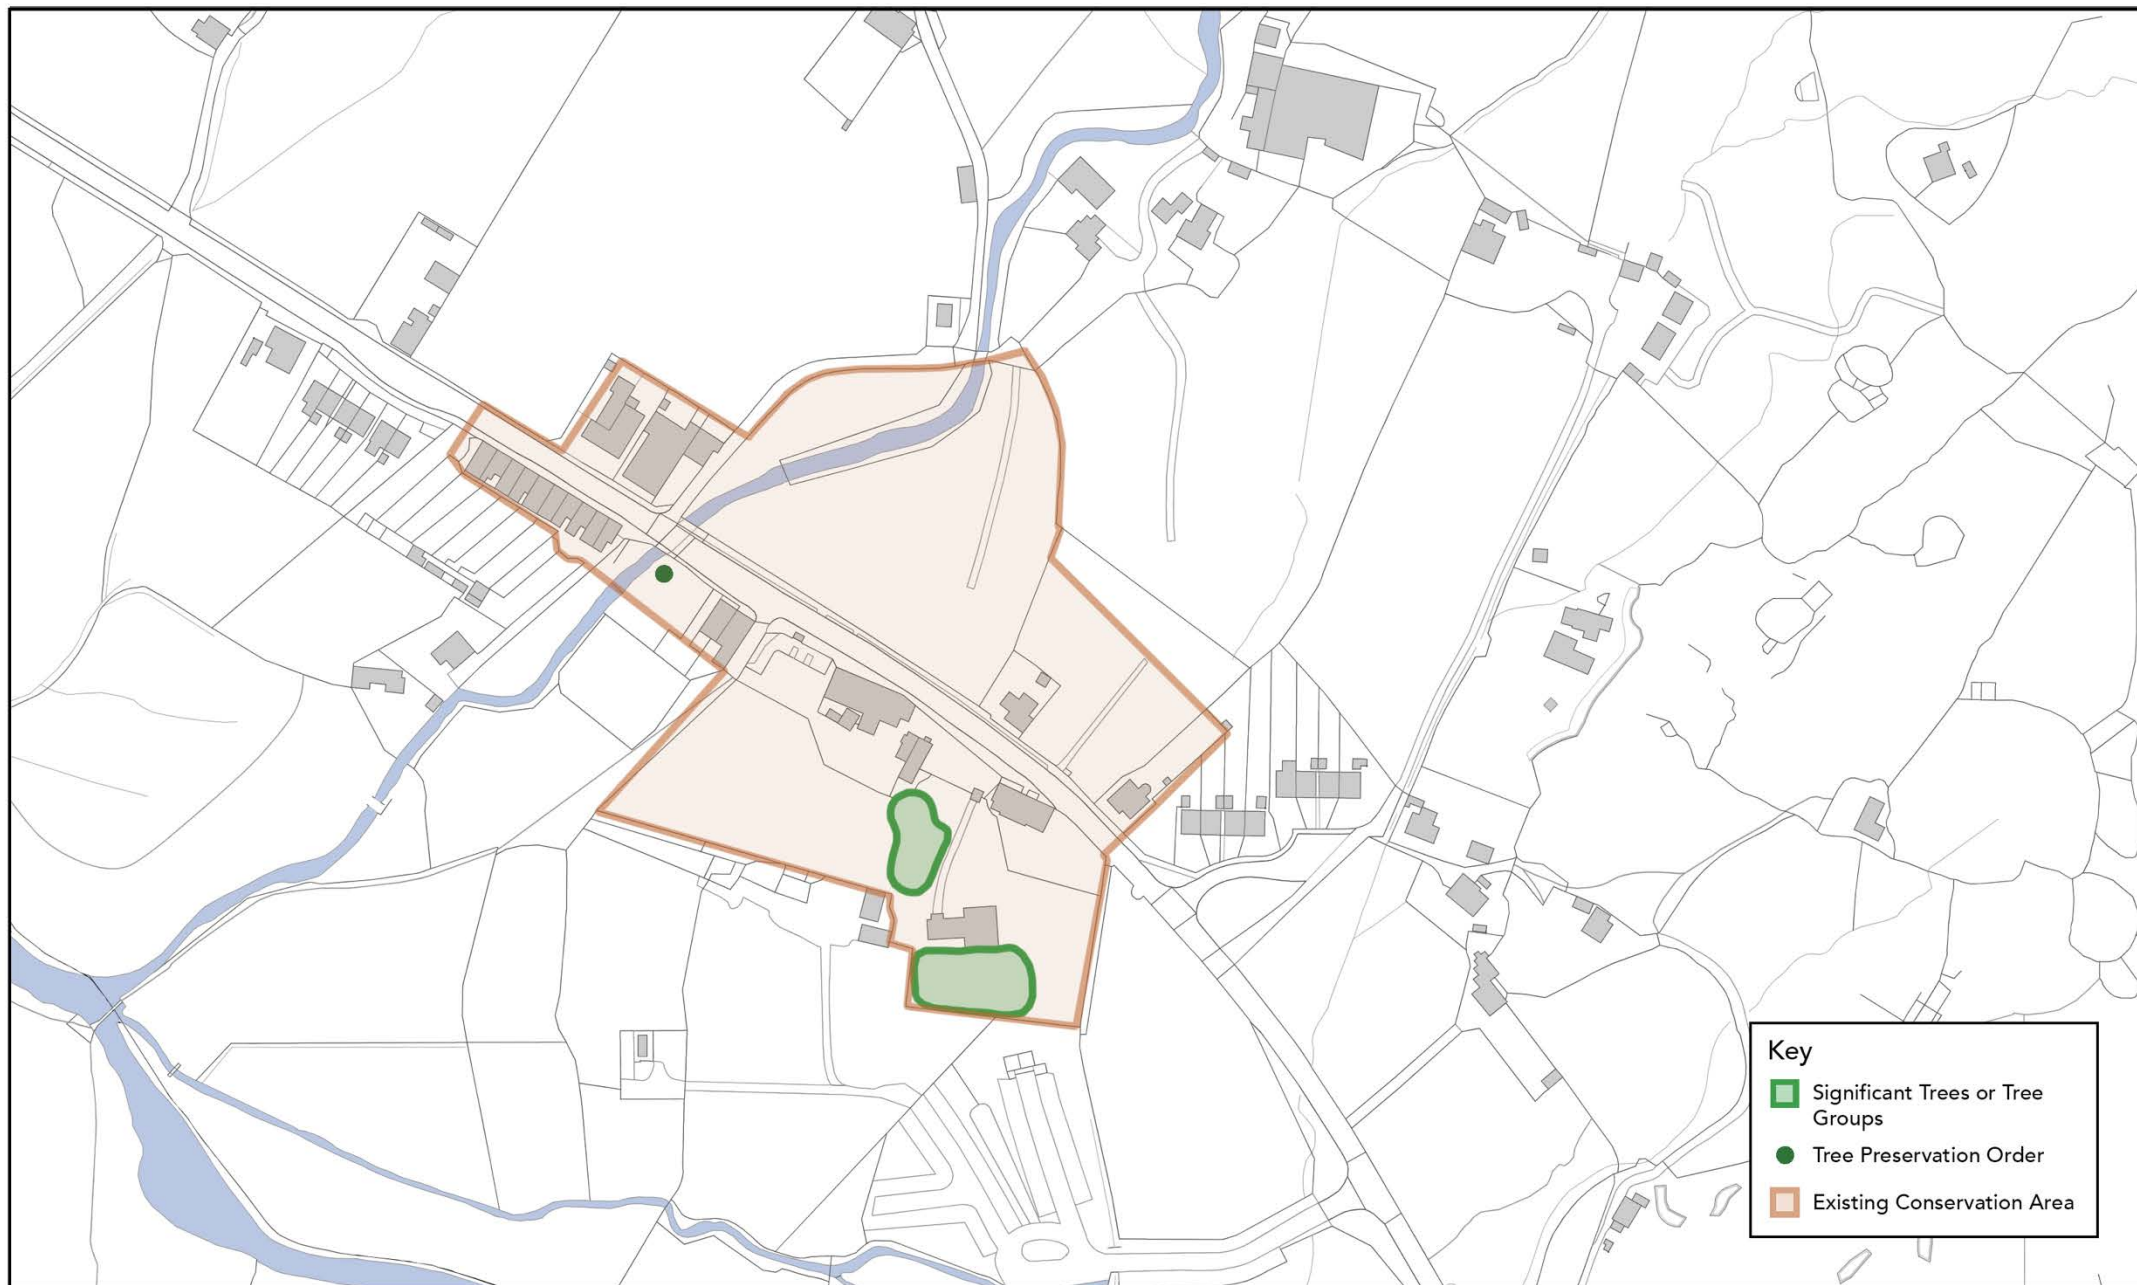 Key
Significant Trees or Tree
Groups
Tree Preservation Order
Existing Conservation Area